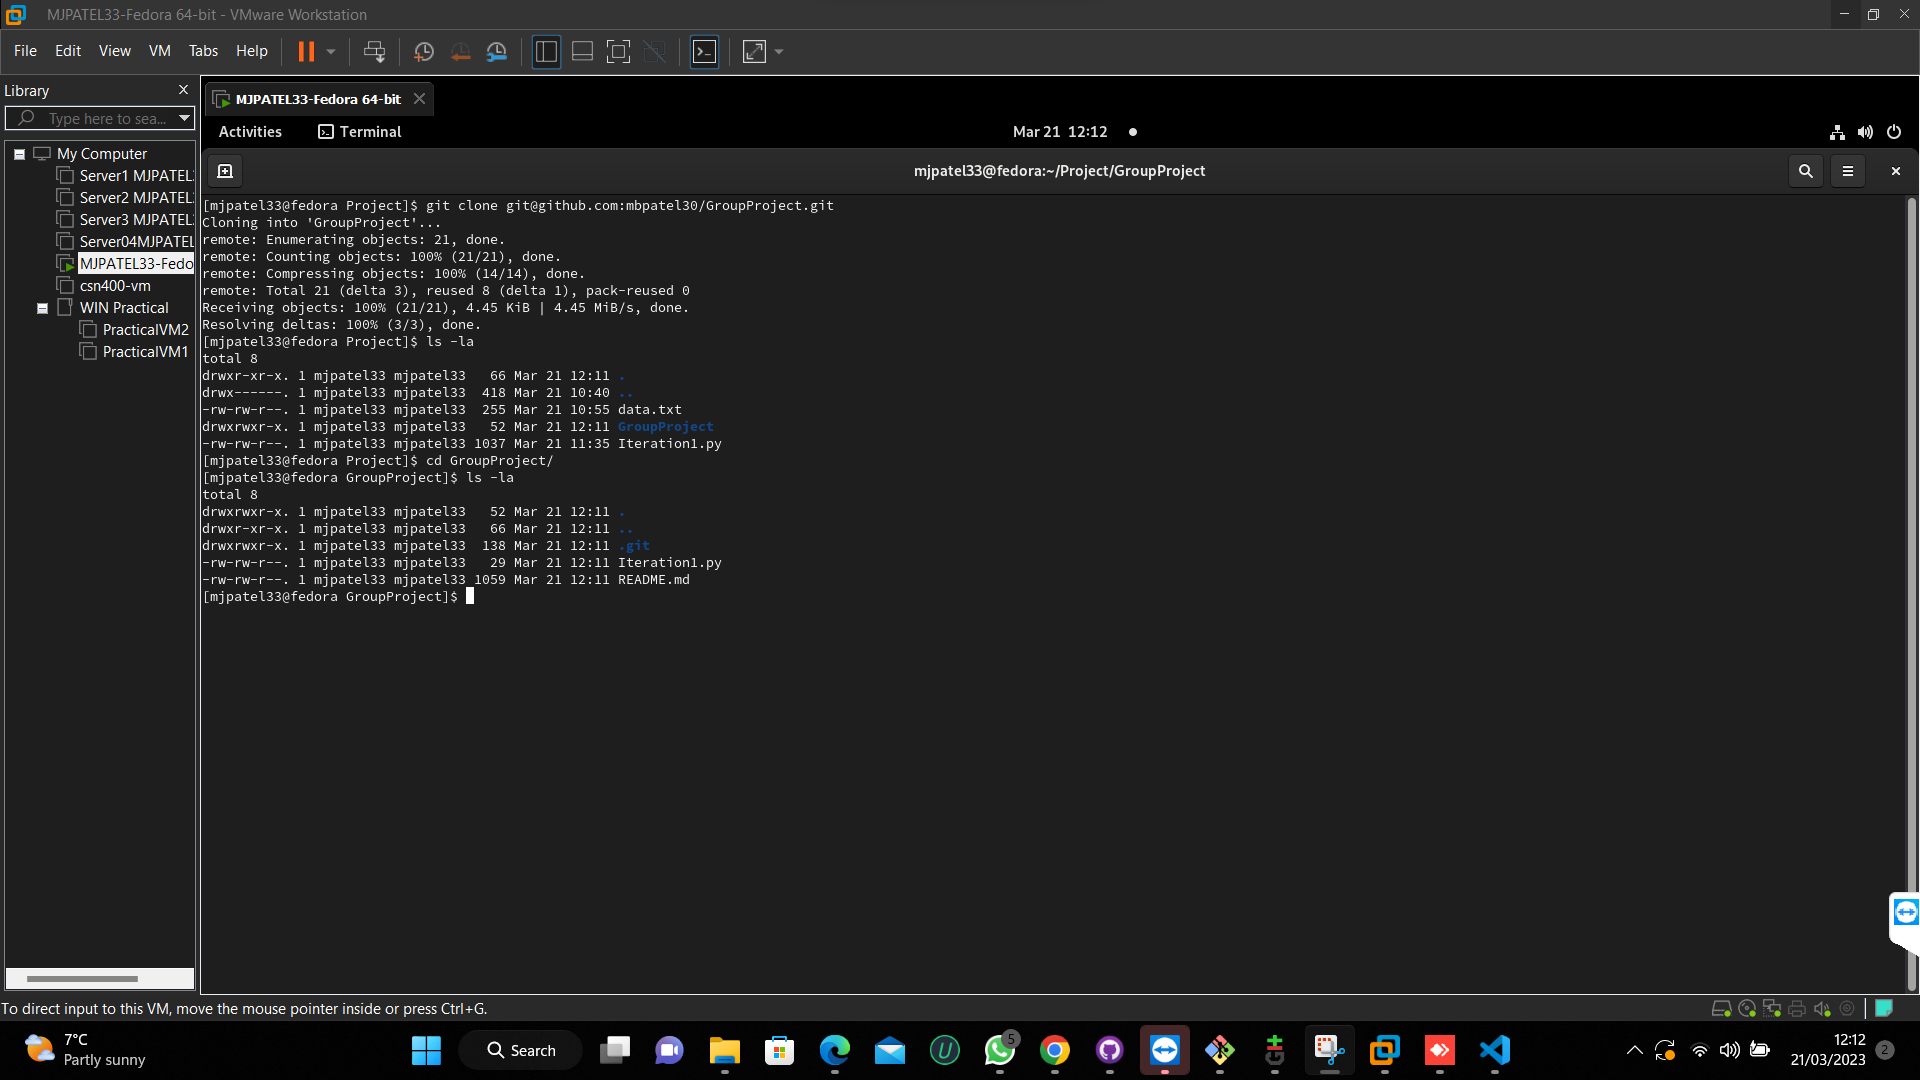 MJPATEL33-Fedora 64-bit - VMware Workstation
File Edit View VM Tabs Help
Library
Type here to sea...
My Computer
Server1 MJPATEL
Server2 MJPATEL
Server3 MJPATEL
Server04MJPATEL
MJPATEL33-Fedo
csn400-vm
WIN Practical
PracticalVM2
PracticalVM1
MJPATEL33-Fedora 64-bit
Activities Terminal Mar 21 12:12
mjpatel33@fedora:~/Project/GroupProject
[mjpatel33@fedora Project]$ git clone git@github.com:mbpatel30/GroupProject.git
Cloning into 'GroupProject'...
remote: Enumerating objects: 21, done.
remote: Counting objects: 100% (21/21), done.
remote: Compressing objects: 100% (14/14), done.
remote: Total 21 (delta 3), reused 8 (delta 1), pack-reused 0
Receiving objects: 100% (21/21), 4.45 KiB | 4.45 MiB/s, done.
Resolving deltas: 100% (3/3), done.
[mjpatel33@fedora Project]$ ls -la
total 8
drwxr-xr-x. 1 mjpatel33 mjpatel33   66 Mar 21 12:11 .
drwx------. 1 mjpatel33 mjpatel33  418 Mar 21 10:40 ..
-rw-rw-r--. 1 mjpatel33 mjpatel33  255 Mar 21 10:55 data.txt
drwxrwxr-x. 1 mjpatel33 mjpatel33   52 Mar 21 12:11 GroupProject
-rw-rw-r--. 1 mjpatel33 mjpatel33 1037 Mar 21 11:35 Iteration1.py
[mjpatel33@fedora Project]$ cd GroupProject/
[mjpatel33@fedora GroupProject]$ ls -la
total 8
drwxrwxr-x. 1 mjpatel33 mjpatel33   52 Mar 21 12:11 .
drwxr-xr-x. 1 mjpatel33 mjpatel33   66 Mar 21 12:11 ..
drwxrwxr-x. 1 mjpatel33 mjpatel33  138 Mar 21 12:11 .git
-rw-rw-r--. 1 mjpatel33 mjpatel33   29 Mar 21 12:11 Iteration1.py
-rw-rw-r--. 1 mjpatel33 mjpatel33 1059 Mar 21 12:11 README.md
[mjpatel33@fedora GroupProject]$
To direct input to this VM, move the mouse pointer inside or press Ctrl+G.
7°C
Partly sunny
Search
5
12:12
21/03/2023
2